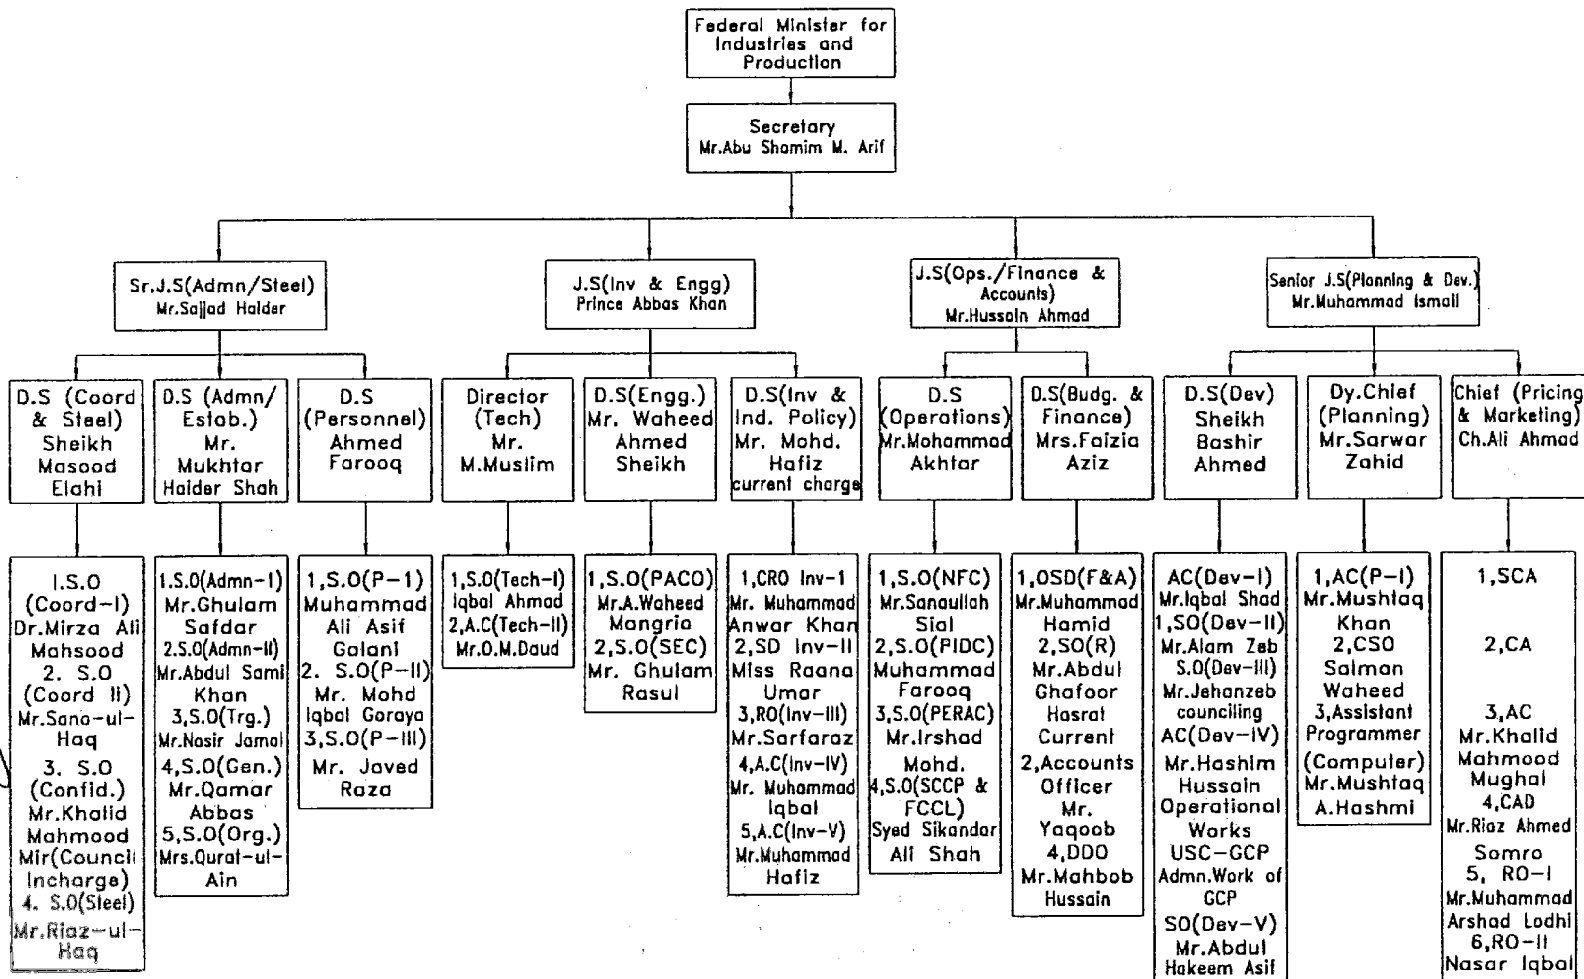 Federal Minister for
Industries and
Production
Secretary
Mr.Abu Shamim M. Arif
Sr.J.S(Admn/Steel)
Mr.Sajjad Haider
J.S(Inv & Engg)
Prince Abbas Khan
J.S(Ops./Finance &
Accounts)
Mr.Hussain Ahmad
Senior J.S(Planning & Dev.)
Mr.Muhammad Ismail
D.S (Coord
& Steel)
Sheikh
Masood
Elahi
D.S (Admn/
Estab.)
Mr.
Mukhtar
Haider Shah
D.S
(Personnel)
Ahmed
Farooq
Director
(Tech)
Mr.
M.Muslim
D.S(Engg.)
Mr. Waheed
Ahmed
Sheikh
D.S(Inv &
Ind. Policy)
Mr. Mohd.
Hafiz
current charge
D.S
(Operations)
Mr.Mohammad
Akhtar
D.S(Budg. &
Finance)
Mrs.Faizia
Aziz
D.S(Dev)
Sheikh
Bashir
Ahmed
Dy.Chief
(Planning)
Mr.Sarwar
Zahid
Chief (Pricing
& Marketing)
Ch.Ali Ahmad
1.S.O
(Coord-I)
Dr.Mirza Ali
Mahsood
2. S.O
(Coord II)
Mr.Sana-ul-
Haq
3. S.O
(Confid.)
Mr.Khalid
Mahmood
Mir(Council
Incharge)
4. S.O(Steel)
Mr.Riaz-ul-
Haq
1.S.O(Admn-I)
Mr.Ghulam
Safdar
2.S.O(Admn-II)
Mr.Abdul Sami
Khan
3,S.O(Trg.)
Mr.Nasir Jamal
4,S.O(Gen.)
Mr.Qamar
Abbas
5,S.O(Org.)
Mrs.Qurat-ul-
Ain
1,S.O(P-1)
Muhammad
Ali Asif
Golani
2. S.O(P-II)
Mr. Mohd
Iqbal Goraya
3,S.O(P-III)
Mr. Javed
Raza
1,S.O(Tech-I)
Iqbal Ahmad
2,A.C(Tech-II)
Mr.O.M.Daud
1,S.O(PACO)
Mr.A.Waheed
Mangria
2,S.O(SEC)
Mr. Ghulam
Rasul
1,CRO Inv-1
Mr. Muhammad
Anwar Khan
2,SD Inv-II
Miss Raana
Umar
3,RO(Inv-III)
Mr.Sarfaraz
4,A.C(Inv-IV)
Mr. Muhammad
Iqbal
5,A.C(Inv-V)
Mr.Muhammad
Hafiz
1,S.O(NFC)
Mr.Sanaullah
Sial
2,S.O(PIDC)
Muhammad
Farooq
3,S.O(PERAC)
Mr.Irshad
Mohd.
4,S.O(SCCP &
FCCL)
Syed Sikandar
Ali Shah
1,OSD(F&A)
Mr.Muhammad
Hamid
2,SO(R)
Mr.Abdul
Ghafoor
Hasrat
Current
2,Accounts
Officer
Mr.
Yaqoob
4,DDO
Mr.Mahbob
Hussain
AC(Dev-I)
Mr.Iqbal Shad
1,SO(Dev-II)
Mr.Alam Zeb
S.O(Dev-III)
Mr.Jehanzeb
counciling
AC(Dev-IV)
Mr.Hashim
Hussain
Operational
Works
USC-GCP
Admn.Work of
GCP
SO(Dev-V)
Mr.Abdul
Hakeem Asif
1,AC(P-I)
Mr.Mushtaq
Khan
2,CSO
Salman
Waheed
3,Assistant
Programmer
(Computer)
Mr.Mushtaq
A.Hashmi
1,SCA
2,CA
3,AC
Mr.Khalid
Mahmood
Mughal
4,CAD
Mr.Riaz Ahmed
Somro
5, RO-I
Mr.Muhammad
Arshad Lodhi
6,RO-II
Nasar Iqbal